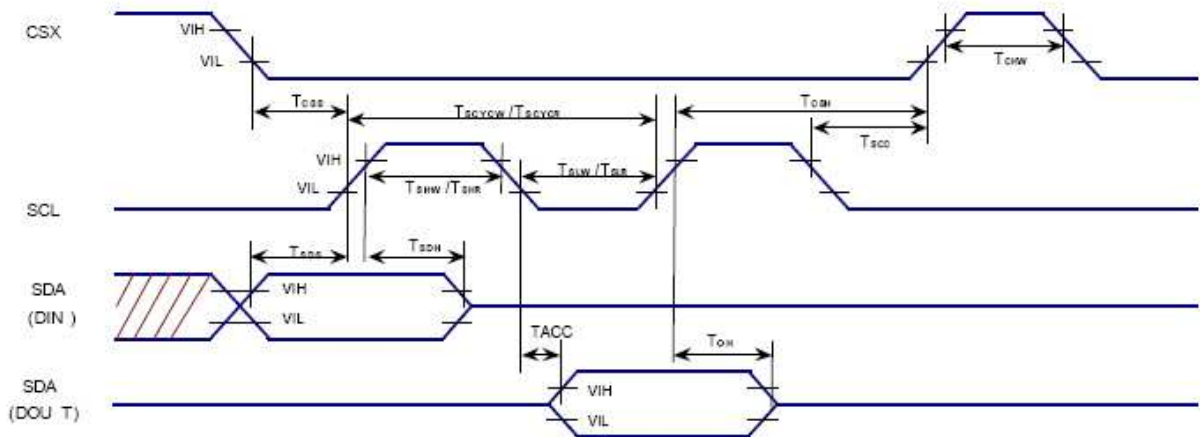 CSX
VIH
VIL
TCSS
TSCYCW /TSCYCR
TCSH
TCHW
TSCC
SCL
VIH
VIL
TSHW /TSHR
TSLW /TSLR
SDA
(DIN )
TSDS
TSDH
VIH
VIL
TACC
TOH
SDA
(DOU T)
VIH
VIL